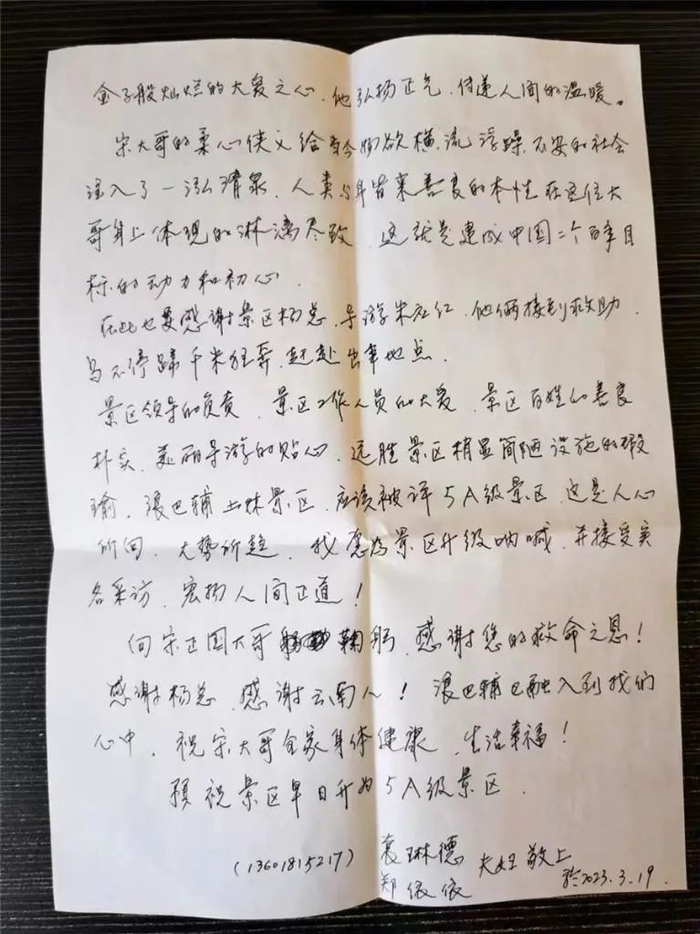 金子般灿烂的大爱之心，他弘扬正气，传递人间的温暖。
宋大哥的柔心侠义给当今物欲横流浮躁不安的社会
注入了一泓清泉，人类与身皆来善良的本性在这位大
哥身上体现的淋漓尽致，这就是建成中国二个百年目
标的动力和初心．
在此也要感谢景区杨总，导游朱应红，他俩接到救助，
马不停蹄千米狂奔，赶赴出事地点．
景区领导的负责，景区工作人员的大爱，景区百姓的善良
朴实，美丽导游的贴心，远胜景区稍显简陋设施的瑕
瑜，浪巴铺土林景区，应该被评5A级景区，这是人心
所向，大势所趋，我愿为景区升级呐喊，并接受实
名采访，宏扬人间正道！
向宋正国大哥鞠躬，感谢您的救命之恩！
感谢杨总，感谢云南人！浪巴铺已融入到我们
心中，祝宋大哥全家身体健康，生活幸福！
预祝景区早日升为5A级景区．
(13601815217) 袁琳德
郑依依 夫妇敬上
於2023.3.19.